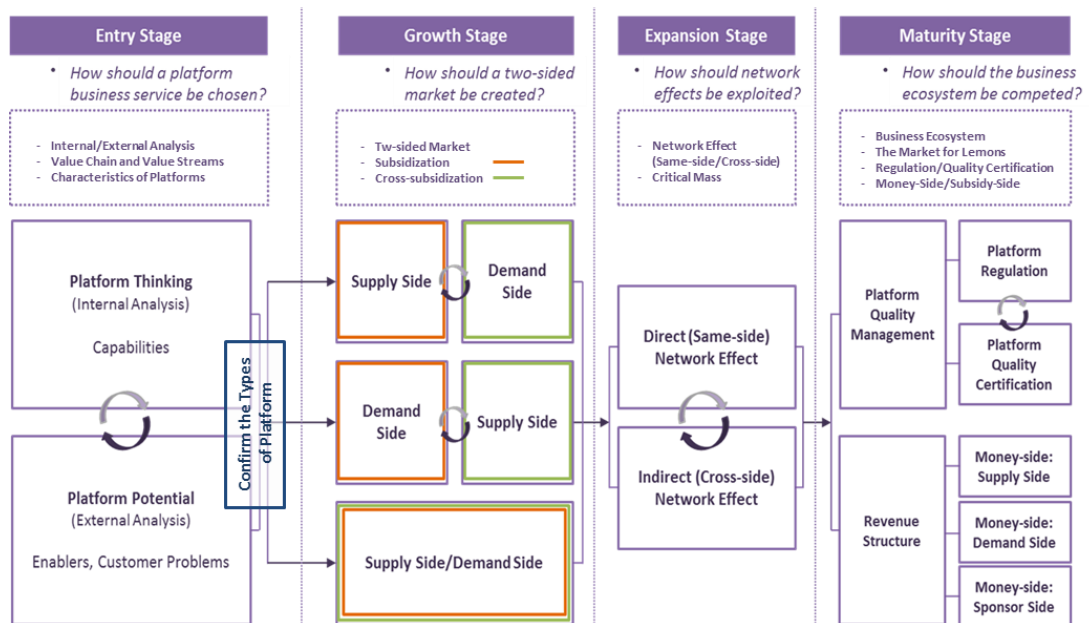 Entry Stage
• How should a platform
business service be chosen?
- Internal/External Analysis
- Value Chain and Value Streams
- Characteristics of Platforms
Platform Thinking
(Internal Analysis)
Capabilities
Platform Potential
(External Analysis)
Enablers, Customer Problems
Confirm the Types
of Platform
Growth Stage
• How should a two-sided
market be created?
- Tw-sided Market
- Subsidization
- Cross-subsidization
Supply Side
Demand
Side
Demand
Side
Supply Side
Supply Side/Demand Side
Expansion Stage
• How should network
effects be exploited?
- Network Effect
(Same-side/Cross-side)
- Critical Mass
Direct (Same-side)
Network Effect
Indirect (Cross-side)
Network Effect
Maturity Stage
• How should the business
ecosystem be competed?
- Business Ecosystem
- The Market for Lemons
- Regulation/Quality Certification
- Money-Side/Subsidy-Side
Platform
Quality
Management
Platform
Regulation
Platform
Quality
Certification
Revenue
Structure
Money-side:
Supply Side
Money-side:
Demand Side
Money-side:
Sponsor Side